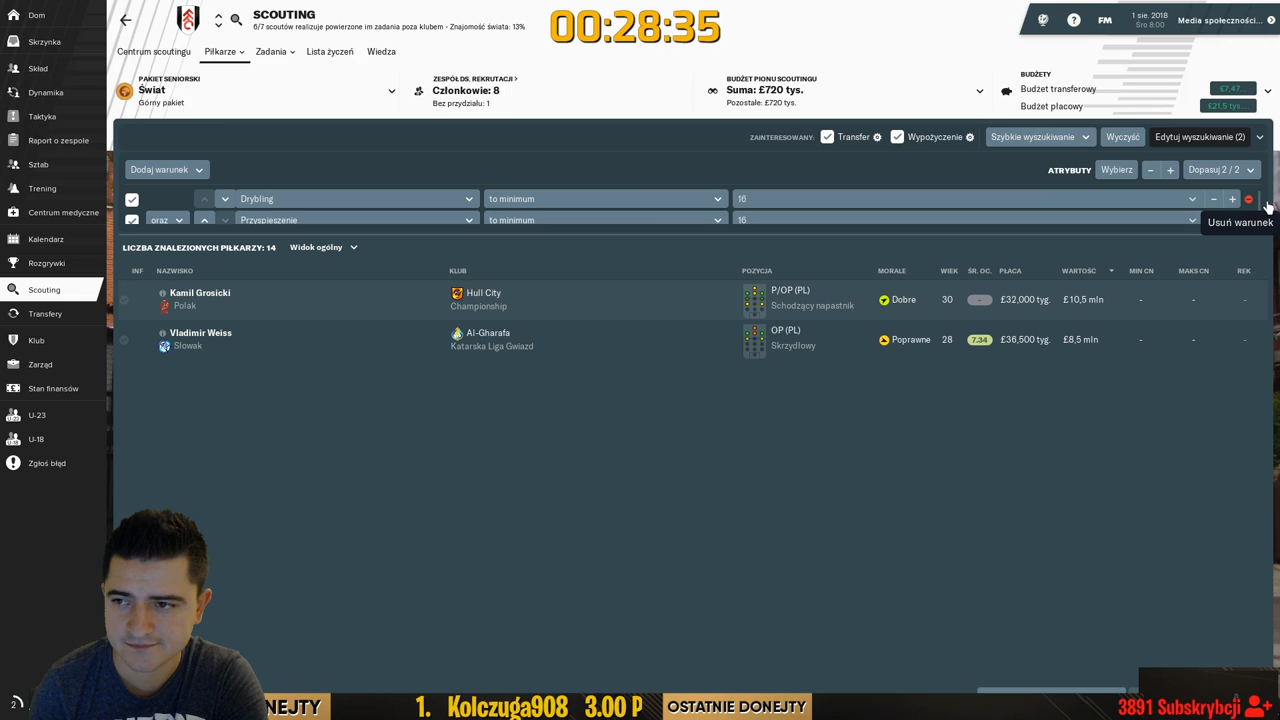 Dom
Skrzynka
Skład
Dynamika
Taktyka
Raport o zespole
Sztab
Trening
Centrum medyczne
Kalendarz
Rozgrywki
Scouting
Transfery
Klub
Zarząd
Stan finansów
U-23
U-18
Zgłoś błąd
SCOUTING
6/7 scoutów realizuje powierzone im zadania poza klubem - Znajomość świata: 13%
00:28:35
FM
1 sie. 2018
Śro 8:00
Media społeczności...
Centrum scoutingu
Piłkarze
Zadania
Lista życzeń
Wiedza
PAKIET SENIORSKI
Świat
Górny pakiet
ZESPÓŁ DS. REKRUTACJI >
Członkowie: 8
Bez przydziału: 1
BUDŻET PIONU SCOUTINGU
Suma: £720 tys.
Pozostałe: £720 tys.
BUDŻETY
Budżet transferowy £7,47...
Budżet płacowy £21,5 tys....
ZAINTERESOWANY: Transfer Wypożyczenie Szybkie wyszukiwanie Wyczyść Edytuj wyszukiwanie (2)
Dodaj warunek ATRYBUTY Wybierz − + Dopasuj 2 / 2
Drybling to minimum 16 − +
oraz Przyspieszenie to minimum 16
Usuń warunek
LICZBA ZNALEZIONYCH PIŁKARZY: 14 Widok ogólny
INF NAZWISKO KLUB POZYCJA MORALE WIEK ŚR. OC. PŁACA WARTOŚĆ MIN CN MAKS CN REK
Kamil Grosicki Hull City P/OP (PL) Dobre 30 - £32,000 tyg. £10,5 mln - - -
Polak Championship Schodzący napastnik
Vladimir Weiss Al-Gharafa OP (PL) Poprawne 28 7.34 £36,500 tyg. £8,5 mln - - -
Słowak Katarska Liga Gwiazd Skrzydłowy
NEJTY 1. Kolczuga908 3.00 P OSTATNIE DONEJTY 3891 Subskrybcji